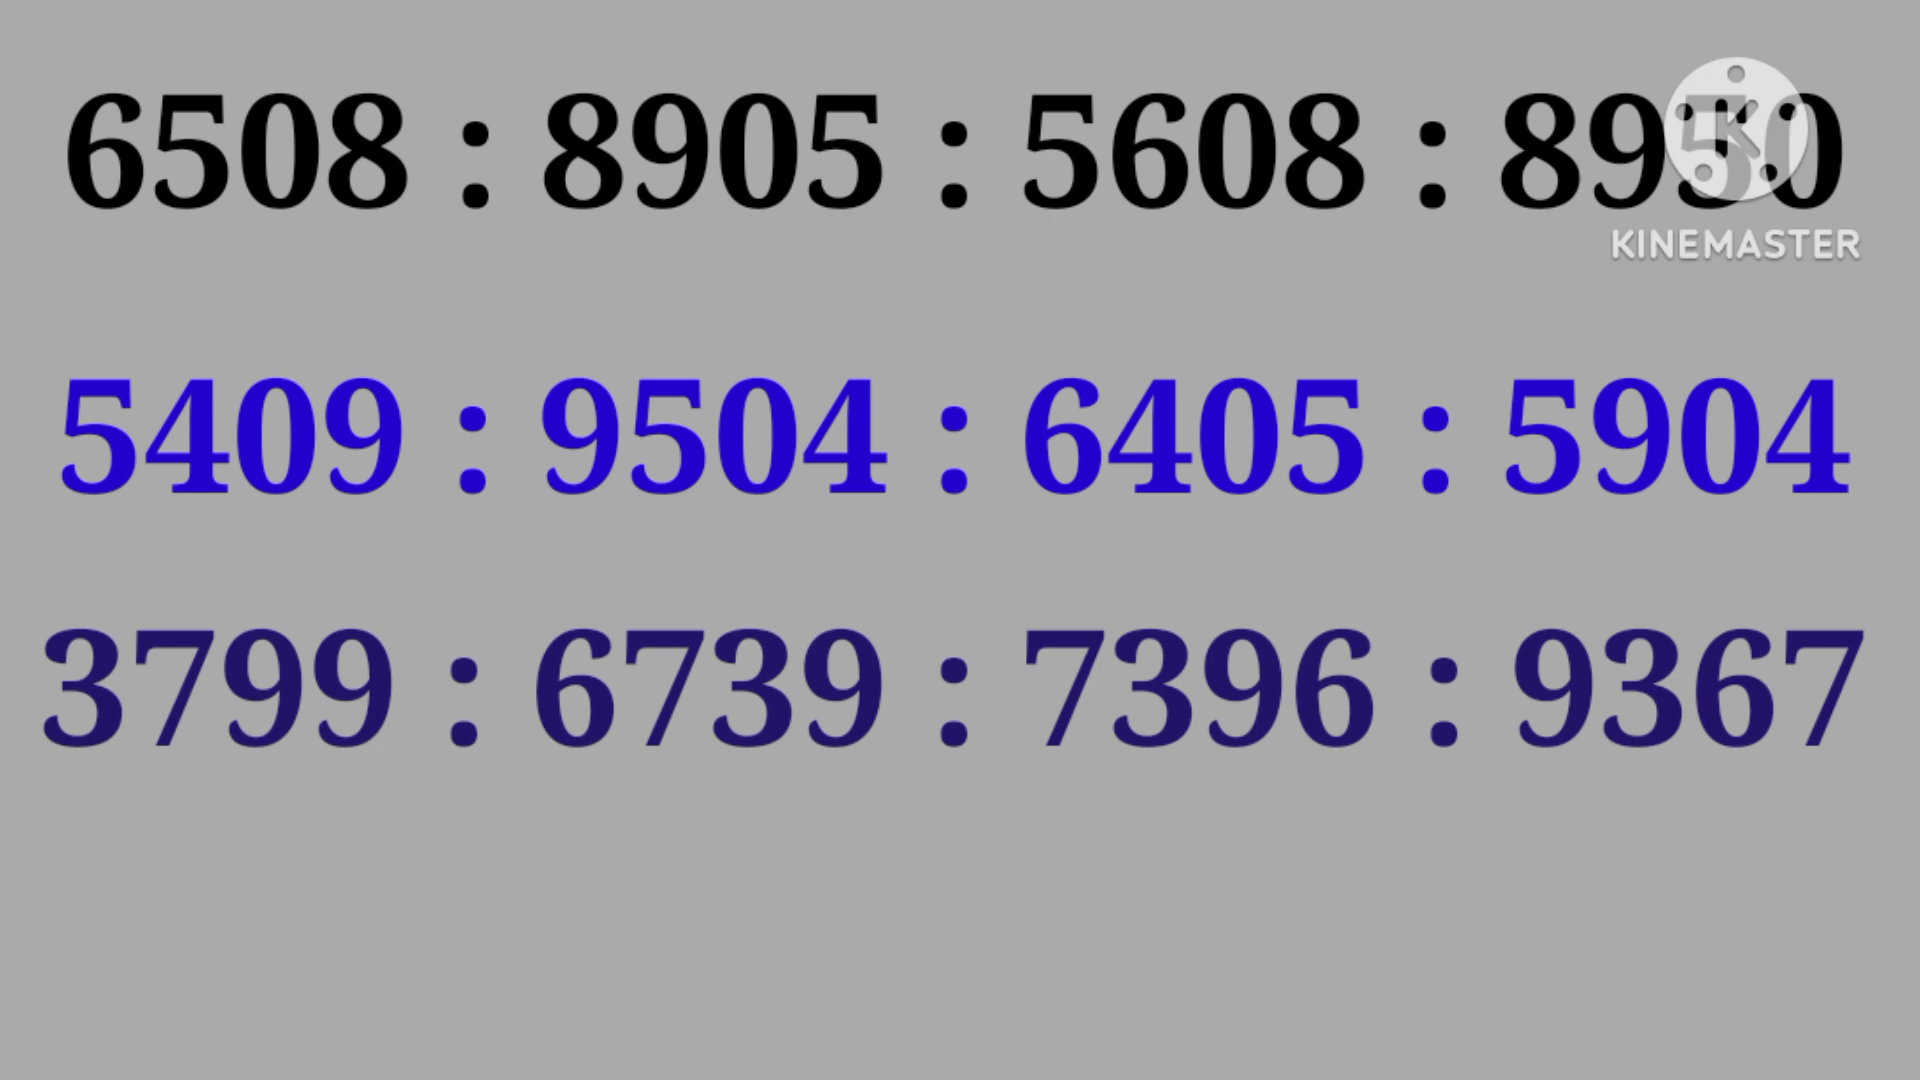 6508 : 8905 : 5608 : 8950
KINEMASTER
5409 : 9504 : 6405 : 5904
3799 : 6739 : 7396 : 9367